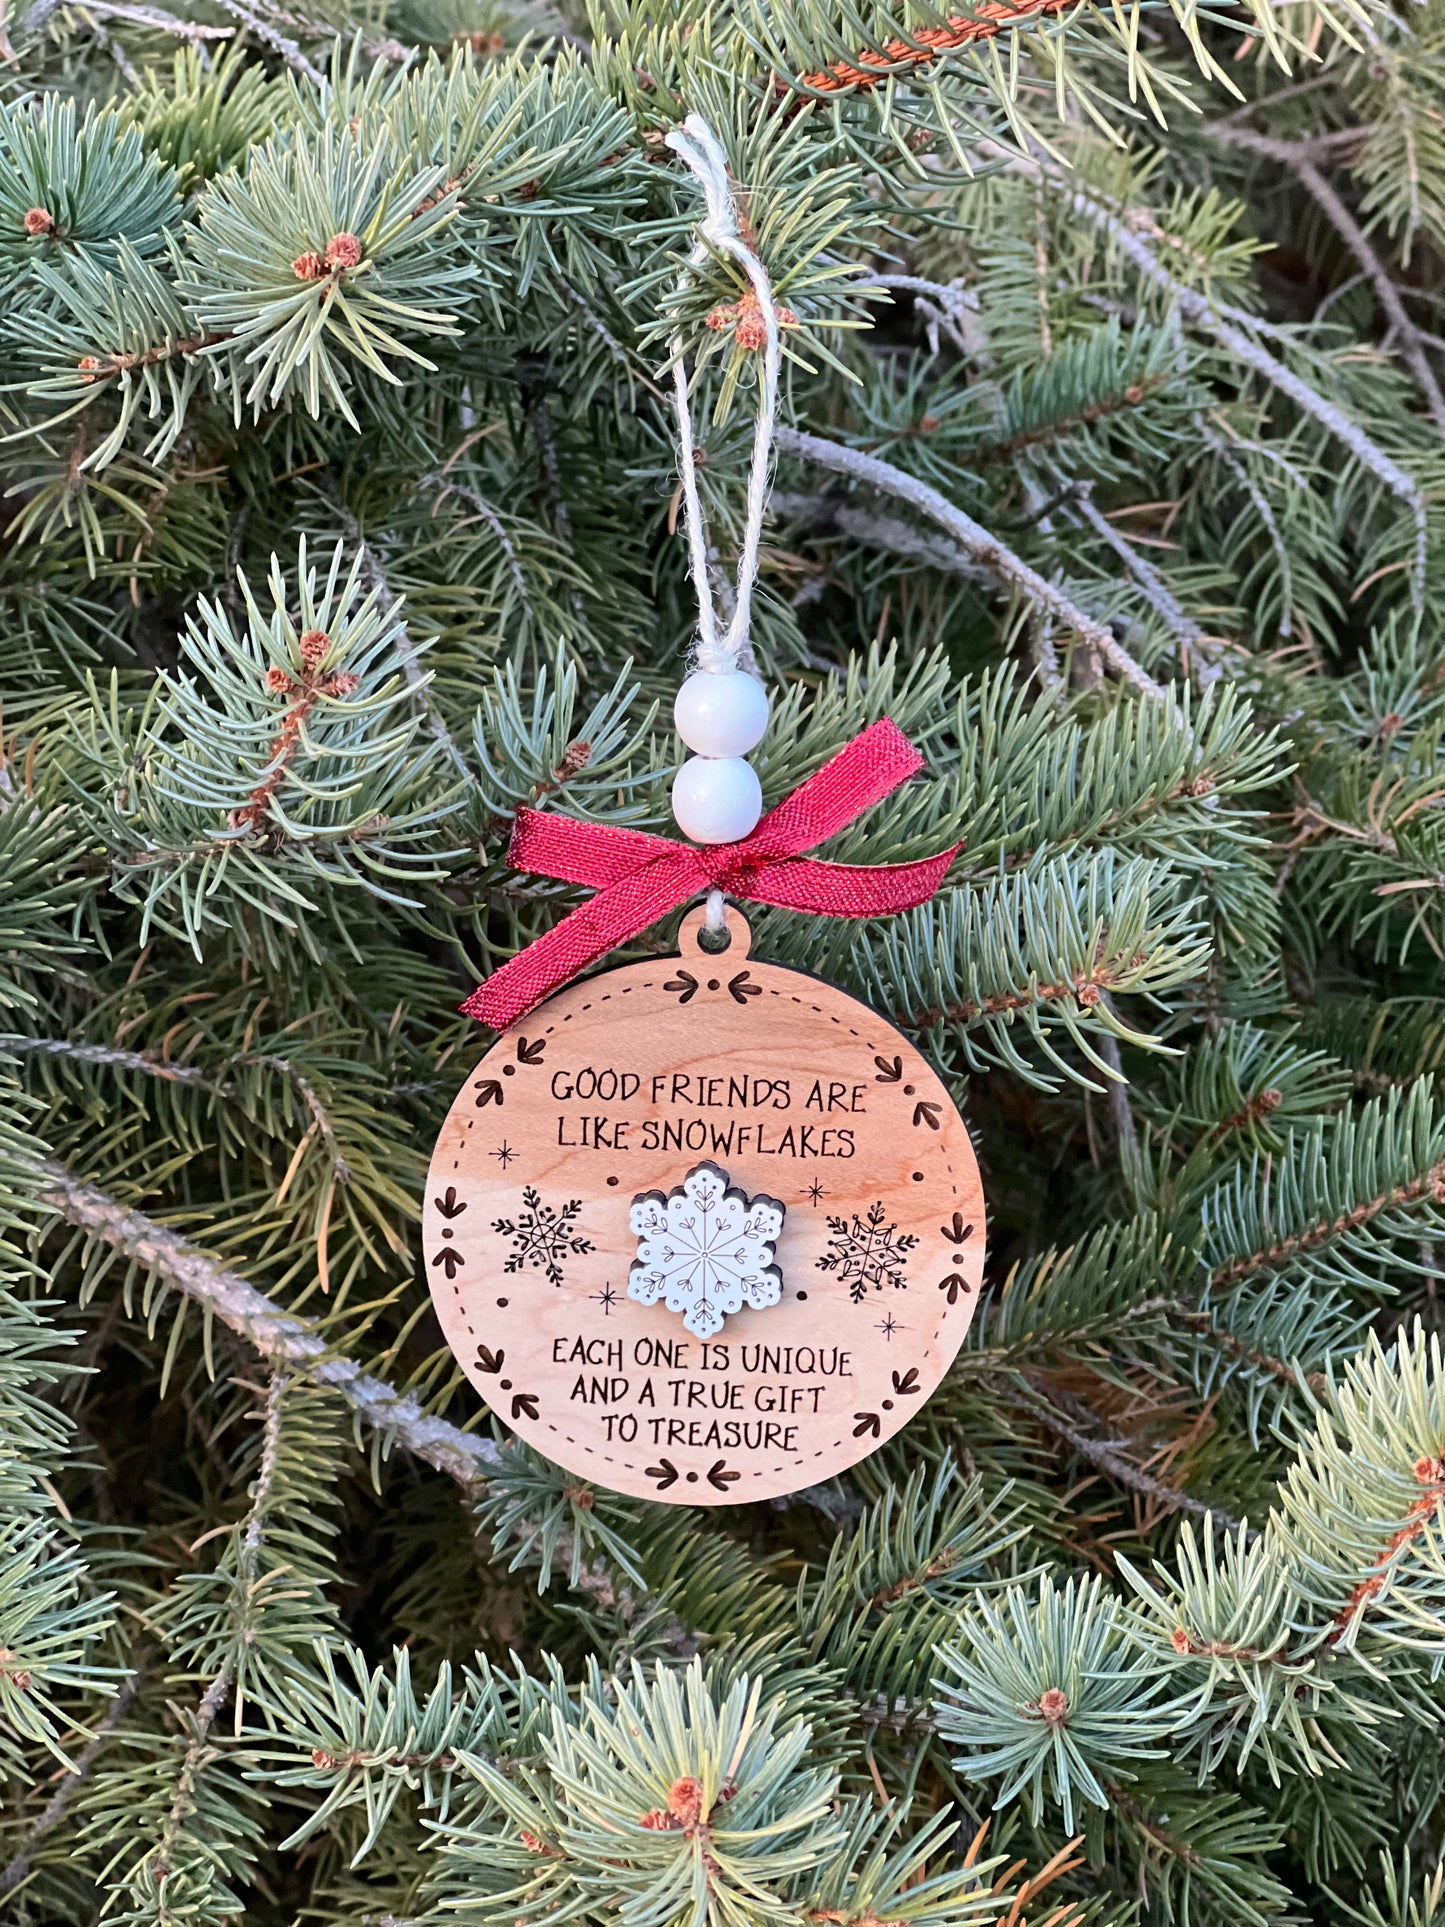 GOOD FRIENDS ARE
LIKE SNOWFLAKES
EACH ONE IS UNIQUE
AND A TRUE GIFT
TO TREASURE